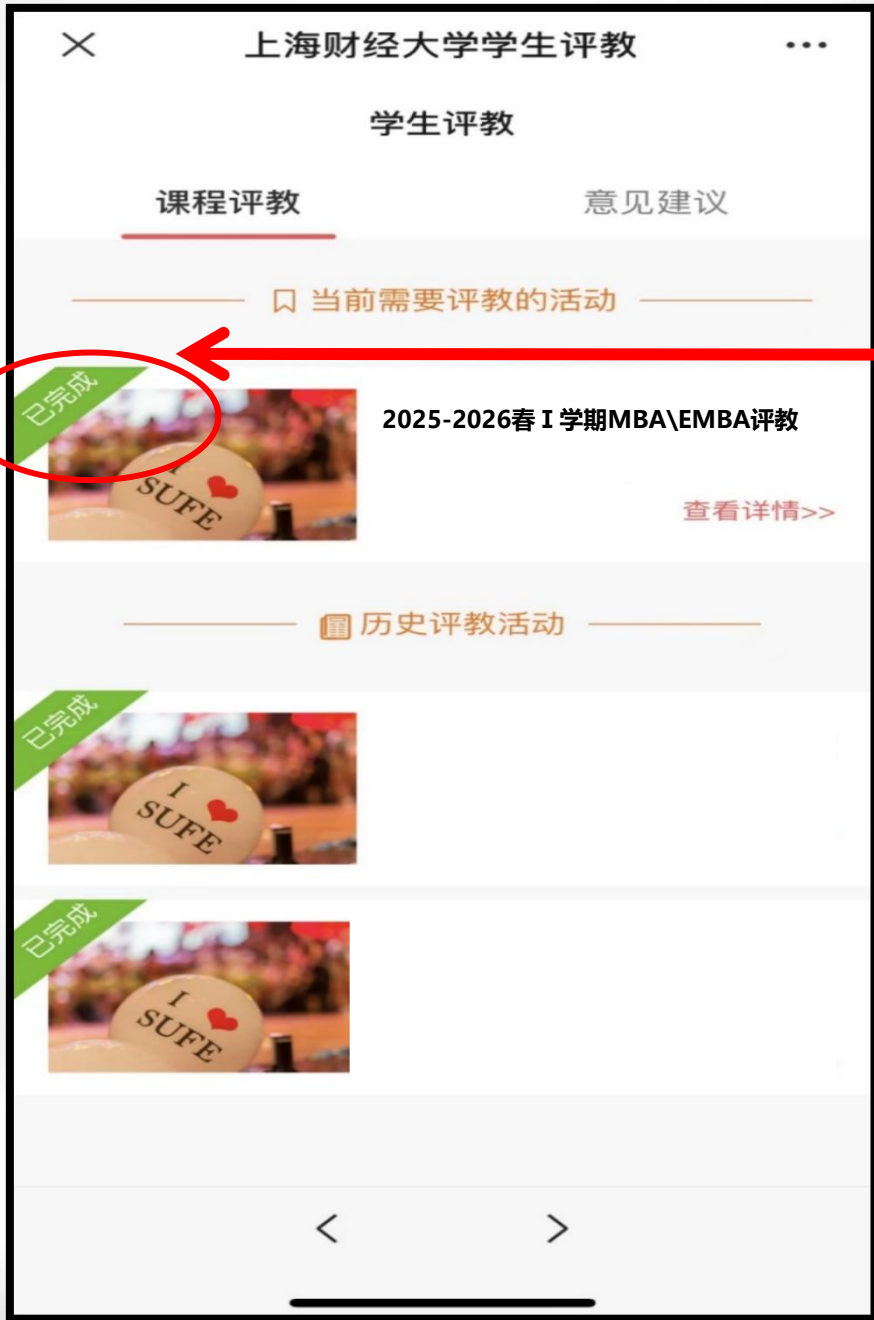 上海财经大学学生评教
学生评教
课程评教 意见建议
当前需要评教的活动
已完成
2025-2026春 I 学期MBA\EMBA评教
I
SUFE
查看详情>>
历史评教活动
已完成
I
SUFE
已完成
I
SUFE